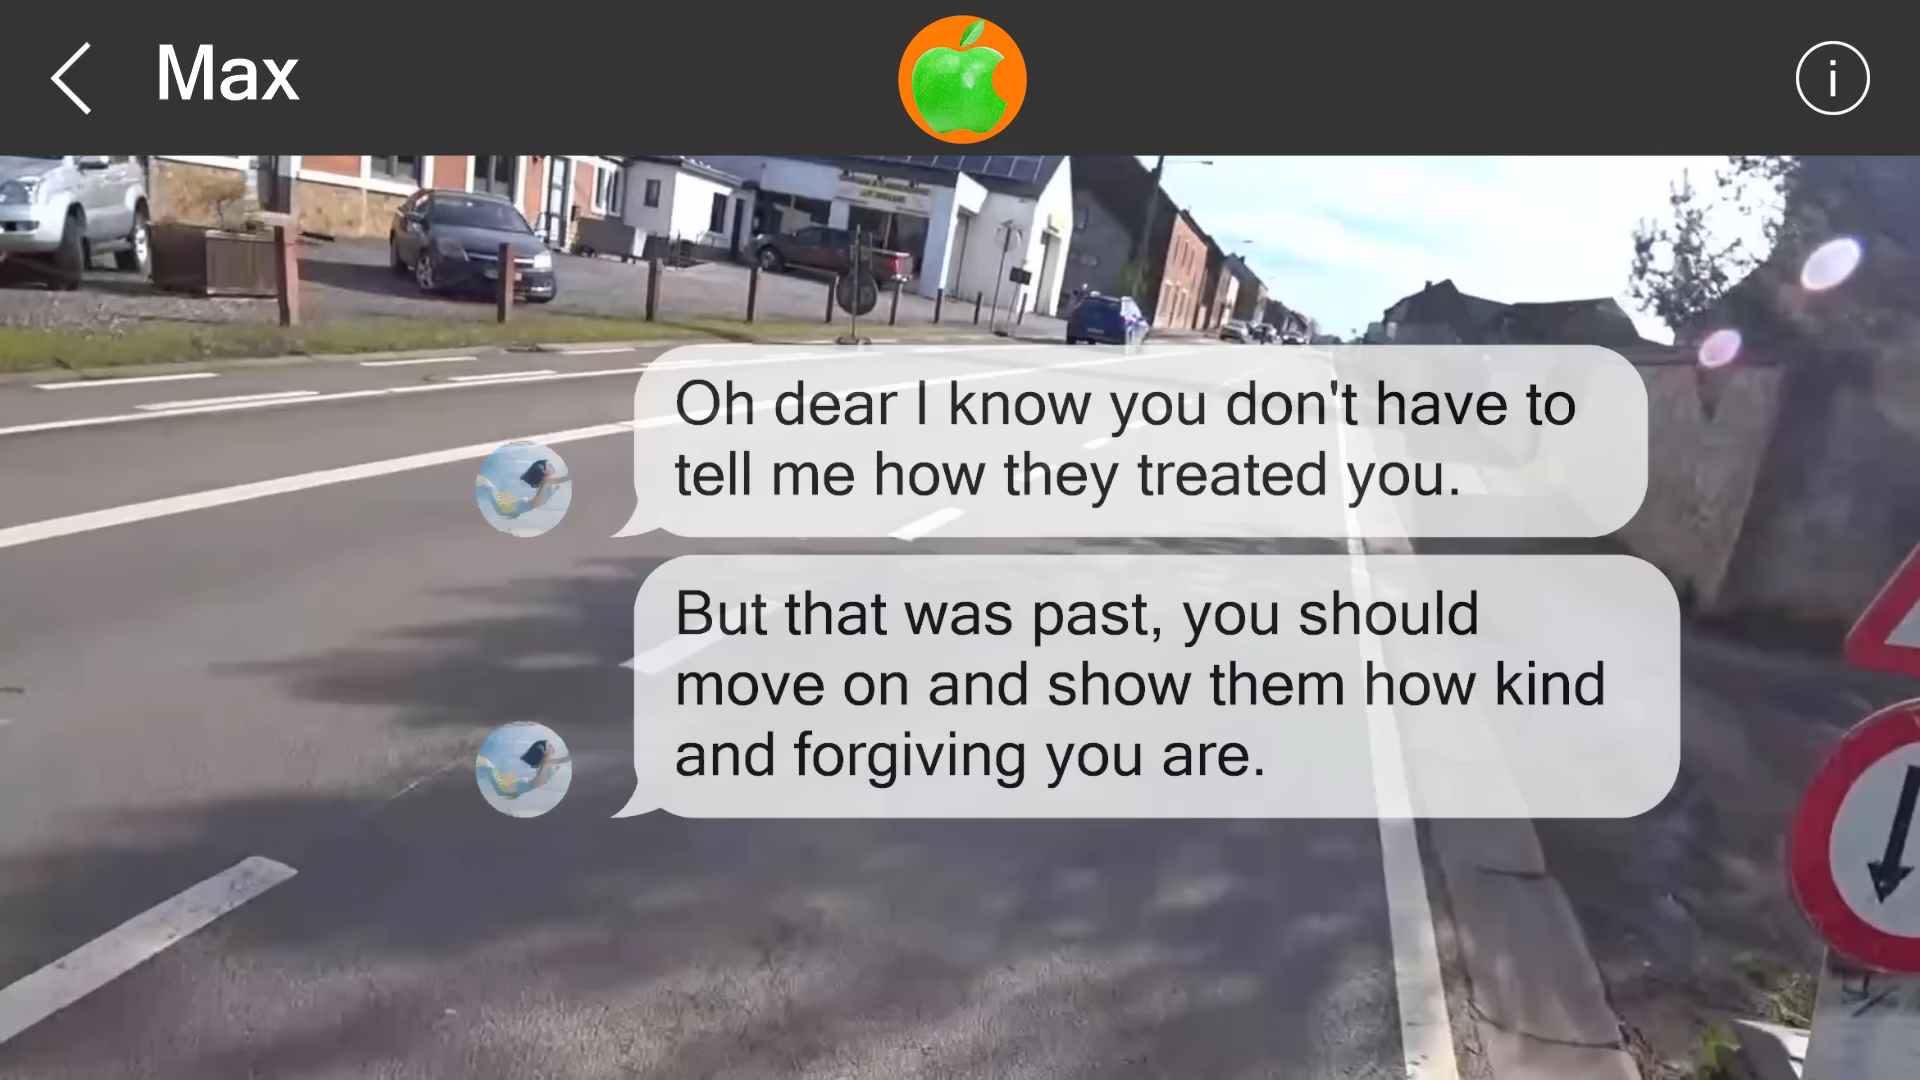 Max
Oh dear I know you don't have to
tell me how they treated you.
But that was past, you should
move on and show them how kind
and forgiving you are.